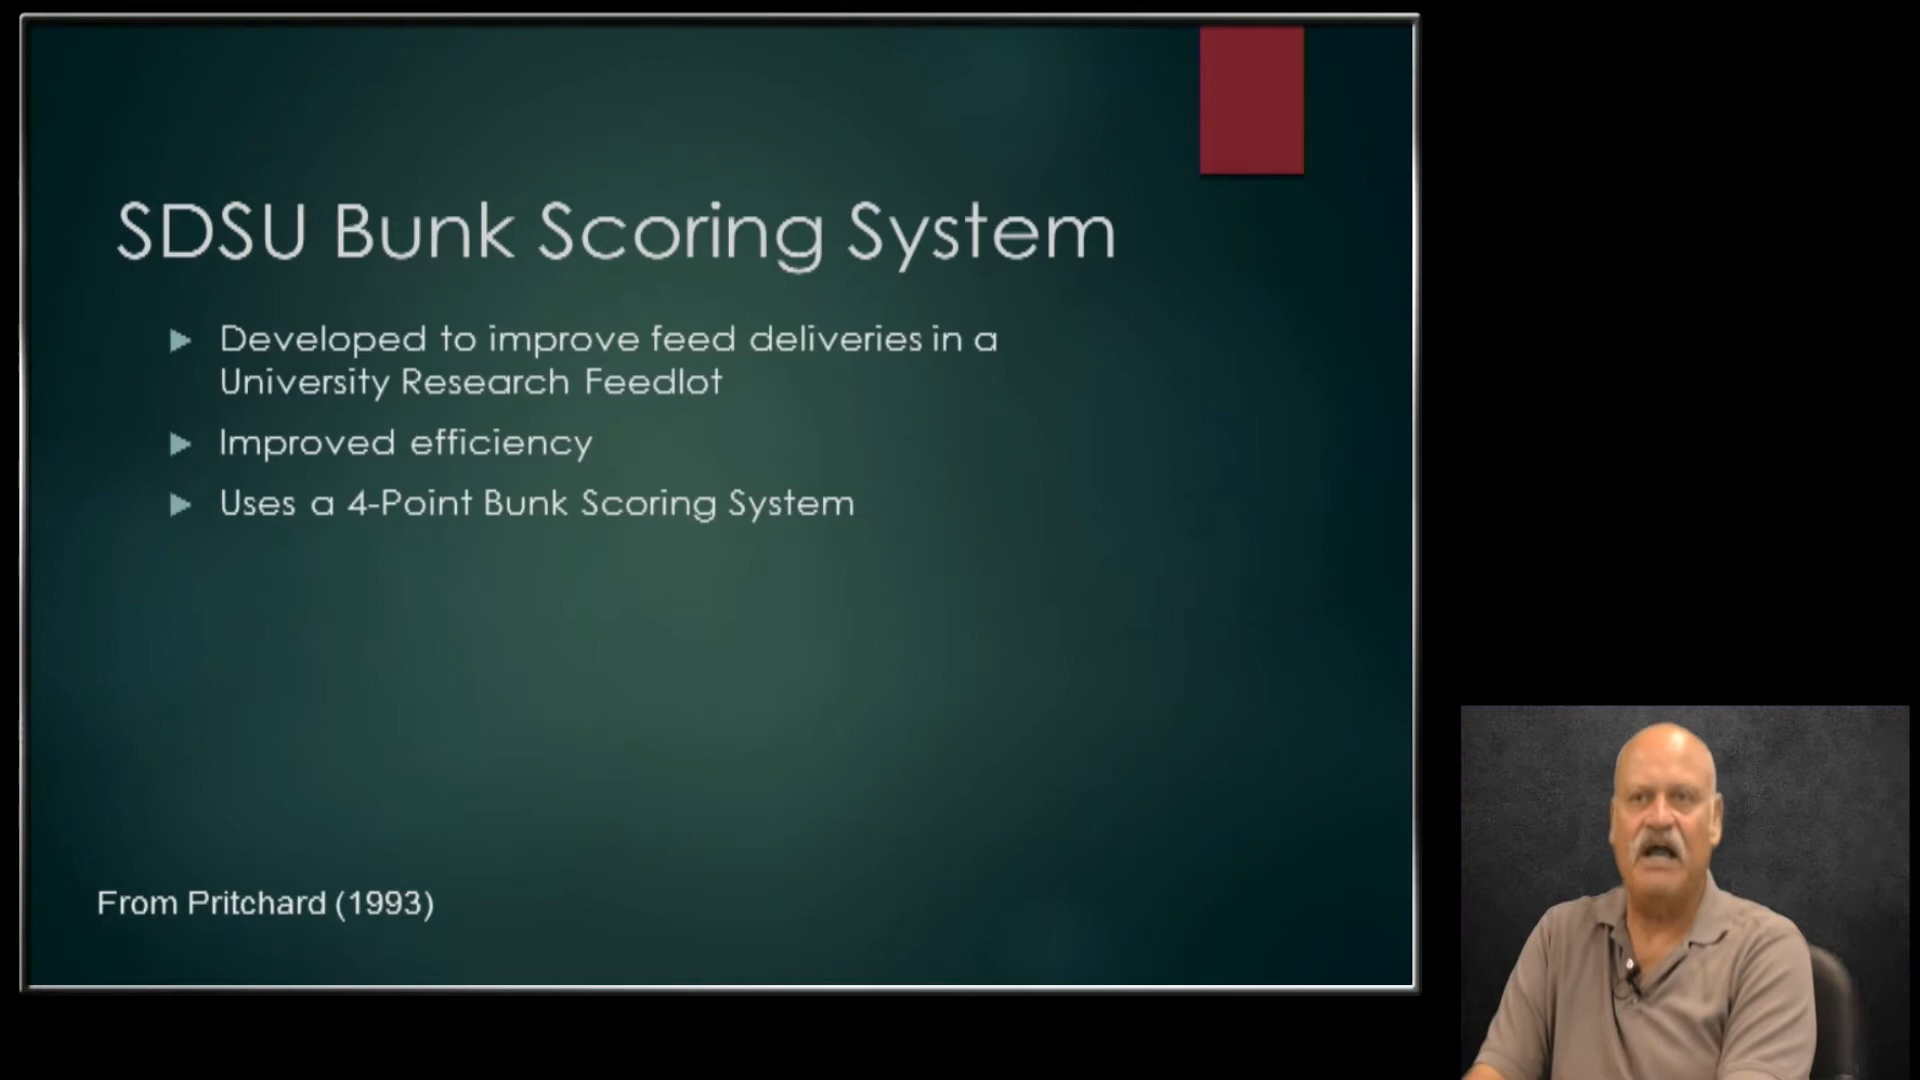 SDSU Bunk Scoring System
Developed to improve feed deliveries in a
University Research Feedlot
Improved efficiency
Uses a 4-Point Bunk Scoring System
From Pritchard (1993)